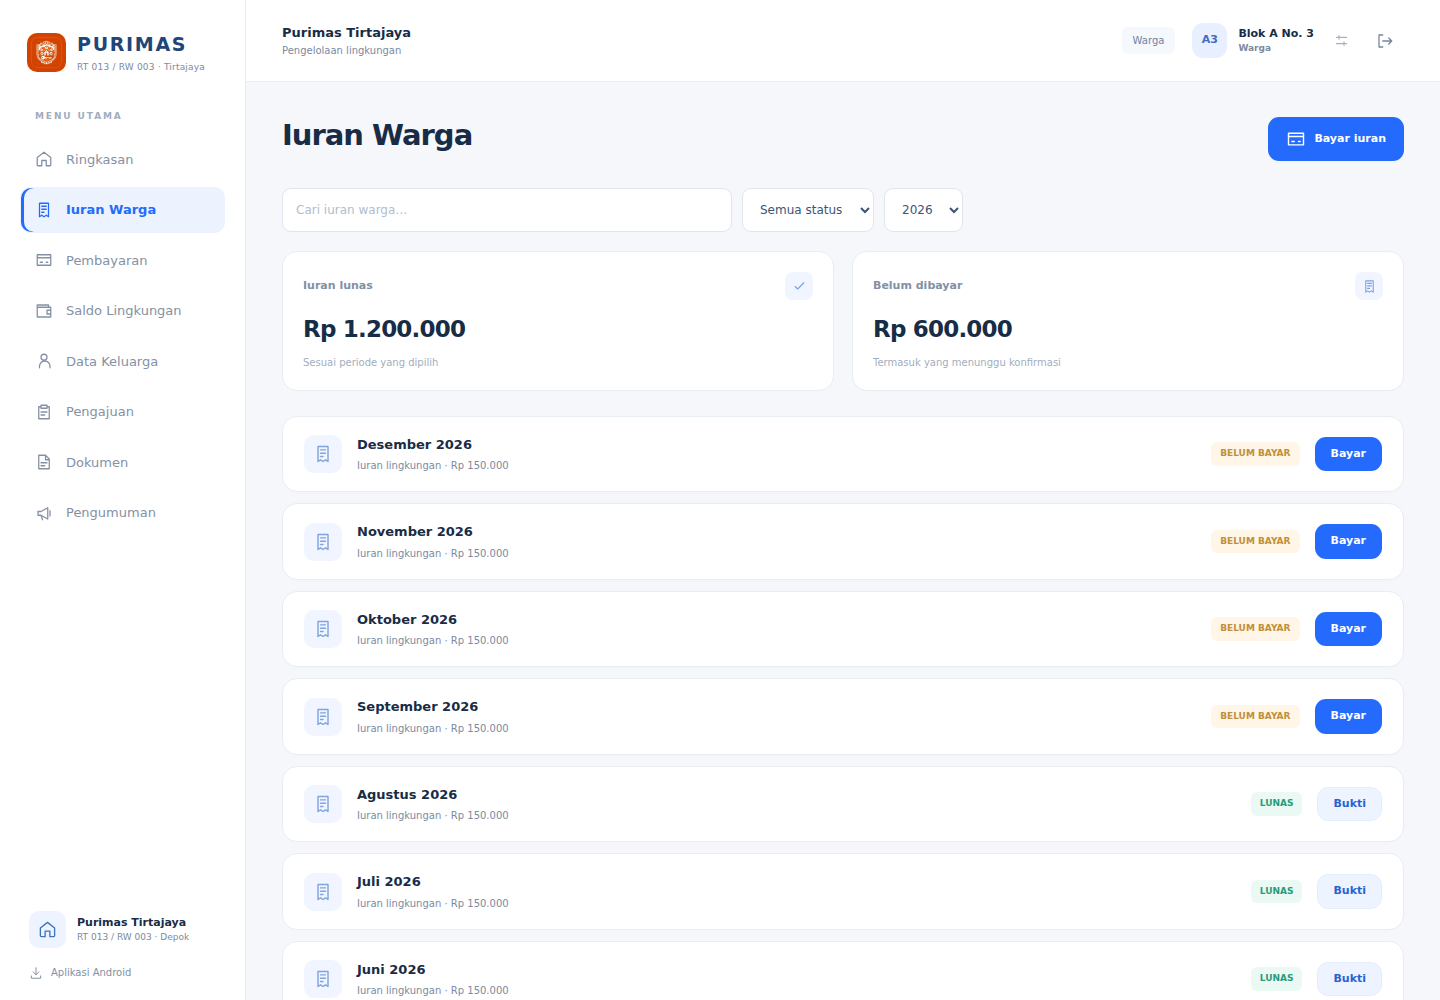 PURIMAS
RT 013 / RW 003 · Tirtajaya
MENU UTAMA
Ringkasan
Iuran Warga
Pembayaran
Saldo Lingkungan
Data Keluarga
Pengajuan
Dokumen
Pengumuman
Purimas Tirtajaya
RT 013 / RW 003 · Depok
Aplikasi Android
Purimas Tirtajaya
Pengelolaan lingkungan
Warga
A3
Blok A No. 3
Warga
Iuran Warga
Bayar iuran
Cari iuran warga...
Semua status
2026
Iuran lunas
Rp 1.200.000
Sesuai periode yang dipilih
Belum dibayar
Rp 600.000
Termasuk yang menunggu konfirmasi
Desember 2026
Iuran lingkungan · Rp 150.000
BELUM BAYAR
Bayar
November 2026
Iuran lingkungan · Rp 150.000
BELUM BAYAR
Bayar
Oktober 2026
Iuran lingkungan · Rp 150.000
BELUM BAYAR
Bayar
September 2026
Iuran lingkungan · Rp 150.000
BELUM BAYAR
Bayar
Agustus 2026
Iuran lingkungan · Rp 150.000
LUNAS
Bukti
Juli 2026
Iuran lingkungan · Rp 150.000
LUNAS
Bukti
Juni 2026
Iuran lingkungan · Rp 150.000
LUNAS
Bukti